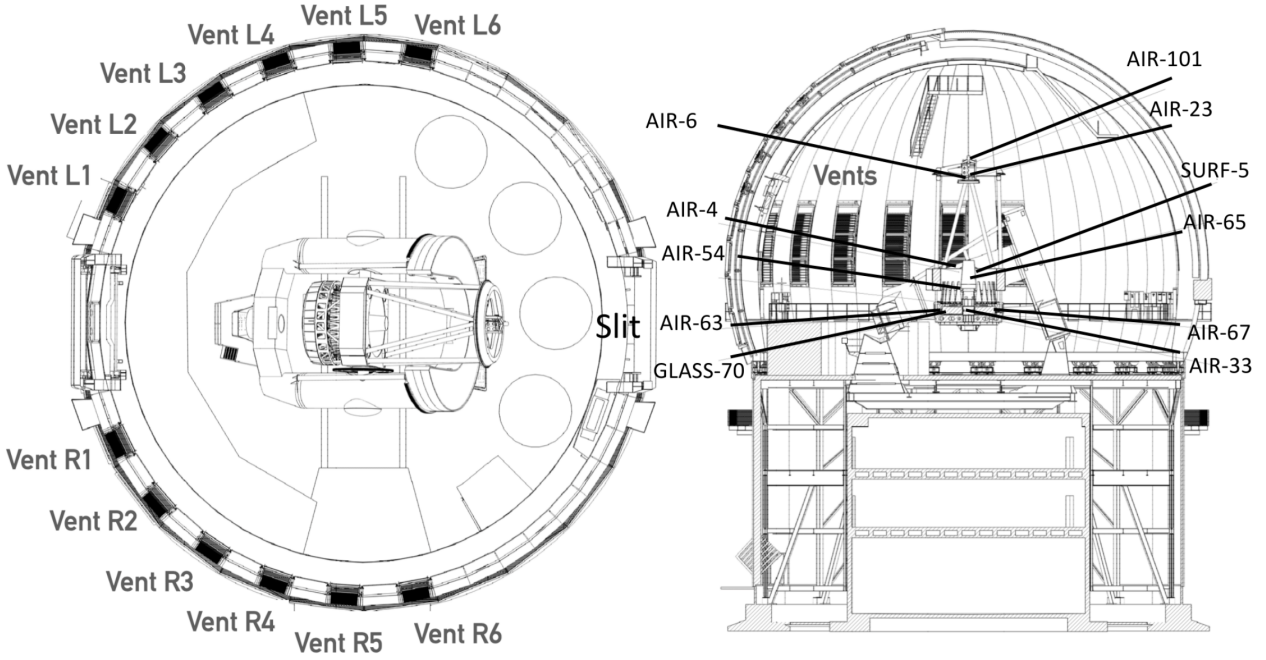 Vent L1
Vent L2
Vent L3
Vent L4
Vent L5
Vent L6
Slit
Vent R1
Vent R2
Vent R3
Vent R4
Vent R5
Vent R6
AIR-101
AIR-6
AIR-23
Vents
SURF-5
AIR-4
AIR-65
AIR-54
AIR-63
AIR-67
GLASS-70
AIR-33